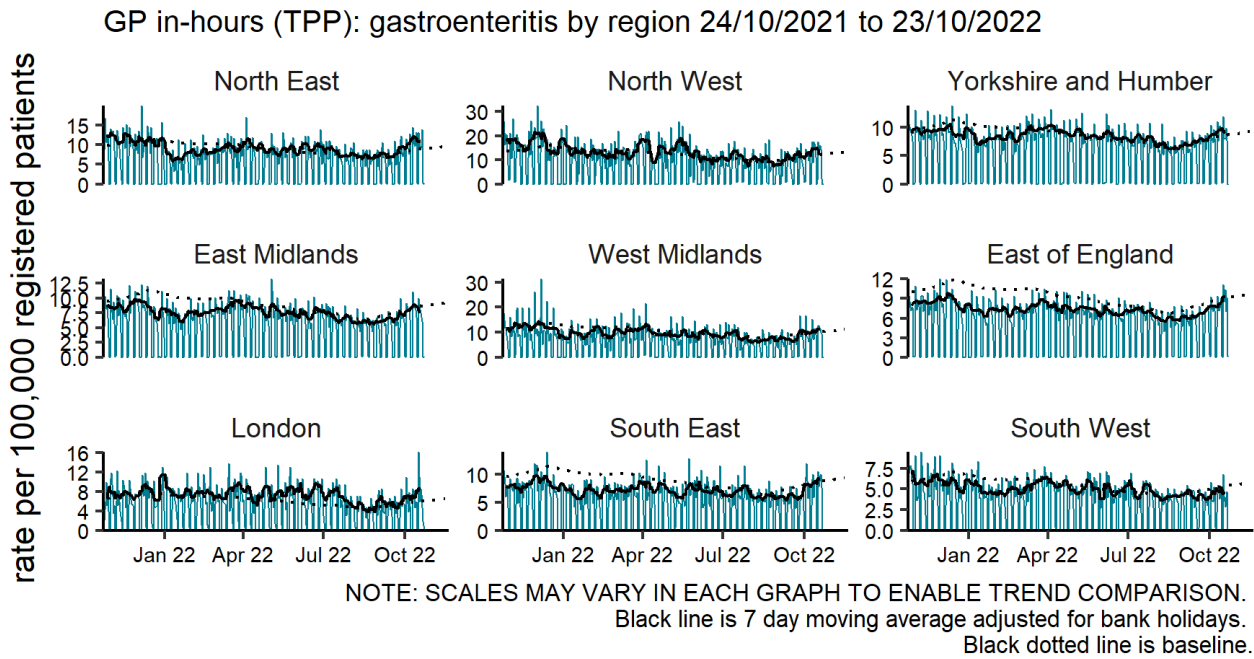 GP in-hours (TPP): gastroenteritis by region 24/10/2021 to 23/10/2022
rate per 100,000 registered patients
North East
15
10
5
0
North West
30
20
10
0
Yorkshire and Humber
10
5
0
East Midlands
12.5
10.0
7.5
5.0
2.5
0.0
West Midlands
30
20
10
0
East of England
12
9
6
3
0
London
16
12
8
4
0
Jan 22 Apr 22 Jul 22 Oct 22
South East
10
5
0
Jan 22 Apr 22 Jul 22 Oct 22
South West
7.5
5.0
2.5
0.0
Jan 22 Apr 22 Jul 22 Oct 22
NOTE: SCALES MAY VARY IN EACH GRAPH TO ENABLE TREND COMPARISON.
Black line is 7 day moving average adjusted for bank holidays.
Black dotted line is baseline.